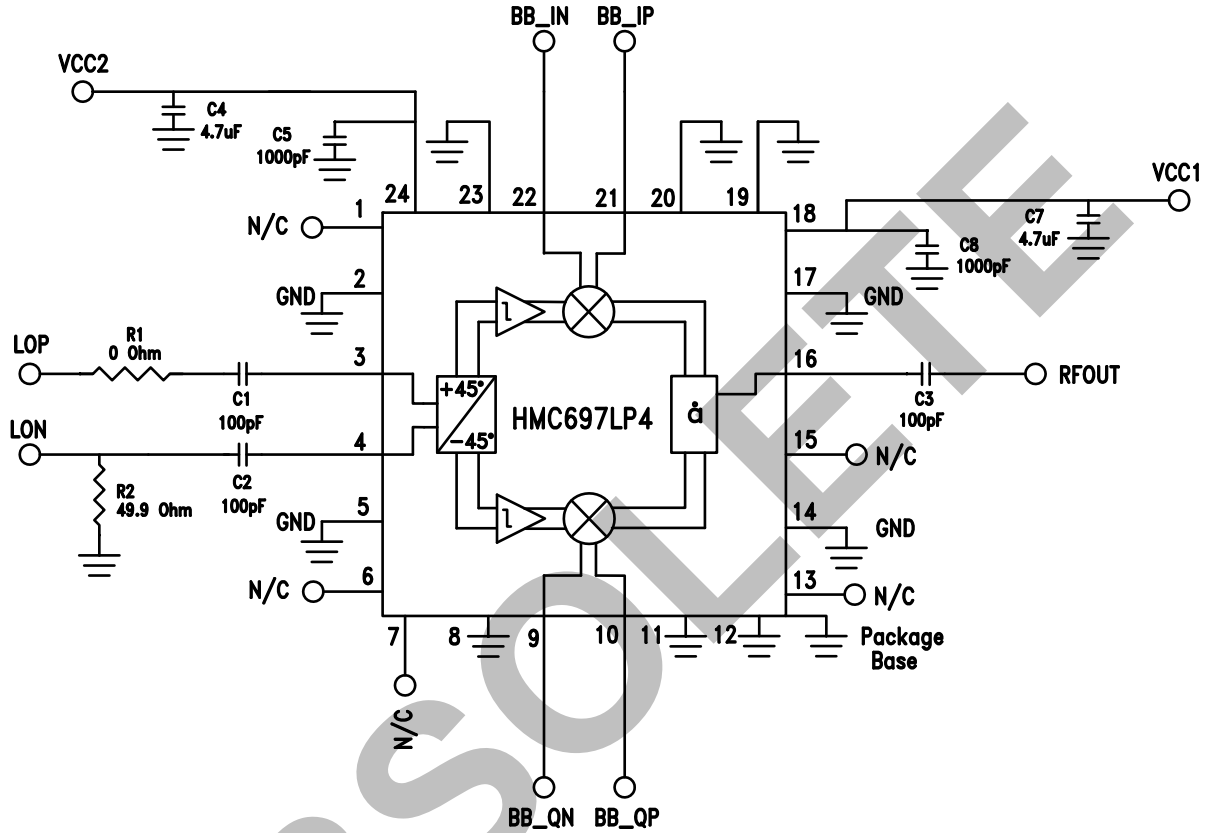 BB_IN BB_IP
VCC2
C4
4.7uF
C5
1000pF
24 23 22 21 20 19
VCC1
C7
4.7uF
C8
1000pF
1
N/C
18
2
GND
17
GND
LOP
R1
0 Ohm
3
C1
100pF
+45°
-45°
HMC697LP4
å
16
C3
100pF
RFOUT
LON
4
C2
100pF
R2
49.9 Ohm
15
N/C
5
GND
14
GND
6
N/C
13
N/C
7 8 9 10 11 12
Package
Base
N/C
BB_QN BB_QP
SOLETE